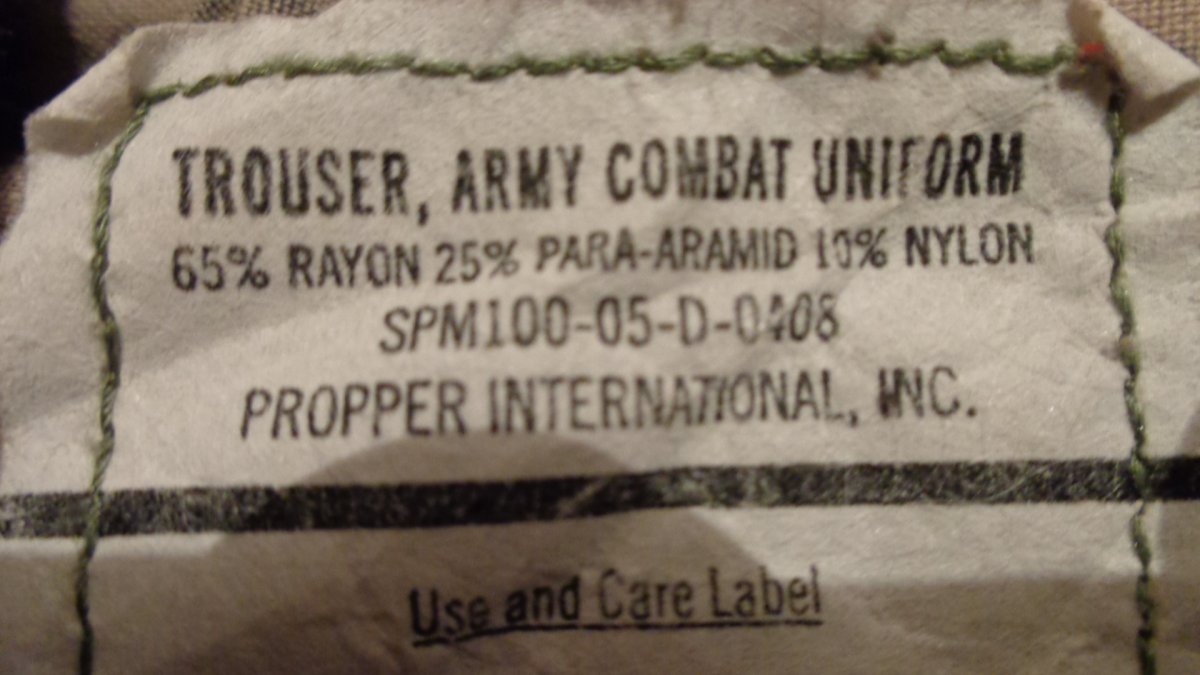 TROUSER, ARMY COMBAT UNIFORM
65% RAYON 25% PARA-ARAMID 10% NYLON
SPM100-05-D-0408
PROPPER INTERNATIONAL, INC.
Use and Care Label